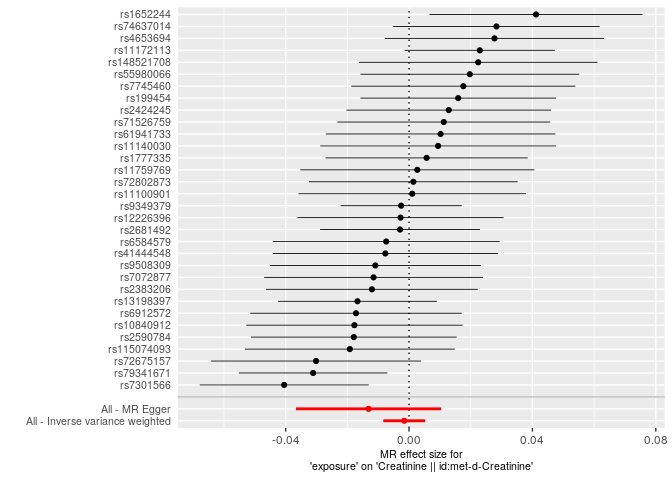 rs1652244
rs74637014
rs4653694
rs11172113
rs148521708
rs55980066
rs7745460
rs199454
rs2424245
rs71526759
rs61941733
rs11140030
rs1777335
rs11759769
rs72802873
rs11100901
rs9349379
rs12226396
rs2681492
rs6584579
rs41444548
rs9508309
rs7072877
rs2383206
rs13198397
rs6912572
rs10840912
rs2590784
rs115074093
rs72675157
rs79341671
rs7301566
All - MR Egger
All - Inverse variance weighted
-0.04 0.00 0.04 0.08
MR effect size for
'exposure' on 'Creatinine || id:met-d-Creatinine'